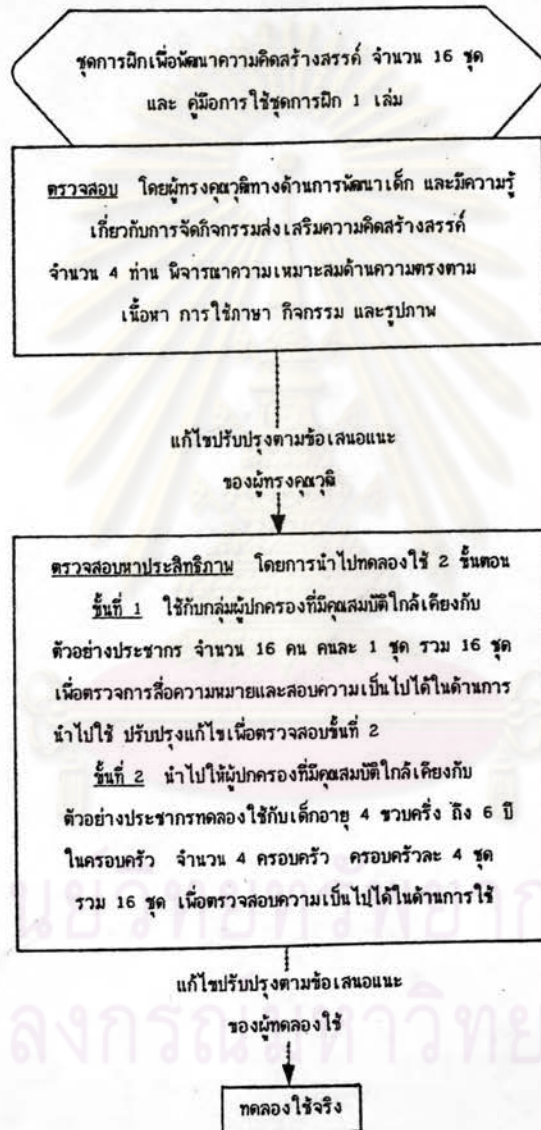 ชุดการฝึกเพื่อพัฒนาความคิดสร้างสรรค์ จำนวน 16 ชุด
และ คู่มือการใช้ชุดการฝึก 1 เล่ม
ตรวจสอบ โดยผู้ทรงคุณวุฒิทางด้านการพัฒนาเด็ก และมีความรู้
เกี่ยวกับการจัดกิจกรรมส่งเสริมความคิดสร้างสรรค์
จำนวน 4 ท่าน พิจารณาความเหมาะสมด้านความตรงตาม
เนื้อหา การใช้ภาษา กิจกรรม และรูปภาพ
แก้ไขปรับปรุงตามข้อเสนอแนะ
ของผู้ทรงคุณวุฒิ
ตรวจสอบหาประสิทธิภาพ โดยการนำไปทดลองใช้ 2 ขั้นตอน
ขั้นที่ 1 ใช้กับกลุ่มผู้ปกครองที่มีคุณสมบัติใกล้เคียงกับ
ตัวอย่างประชากร จำนวน 16 คน คนละ 1 ชุด รวม 16 ชุด
เพื่อตรวจการสื่อความหมายและสอบความเป็นไปได้ในด้านการ
นำไปใช้ ปรับปรุงแก้ไขเพื่อตรวจสอบขั้นที่ 2
ขั้นที่ 2 นำไปให้ผู้ปกครองที่มีคุณสมบัติใกล้เคียงกับ
ตัวอย่างประชากรทดลองใช้กับเด็กอายุ 4 ขวบครึ่ง ถึง 6 ปี
ในครอบครัว จำนวน 4 ครอบครัว ครอบครัวละ 4 ชุด
รวม 16 ชุด เพื่อตรวจสอบความเป็นไปได้ในด้านการใช้
นย์วิทยทรัพยาก
แก้ไขปรับปรุงตามข้อเสนอแนะ
ของผู้ทดลองใช้
ลงกรณ์มหาวิทย
ทดลองใช้จริง